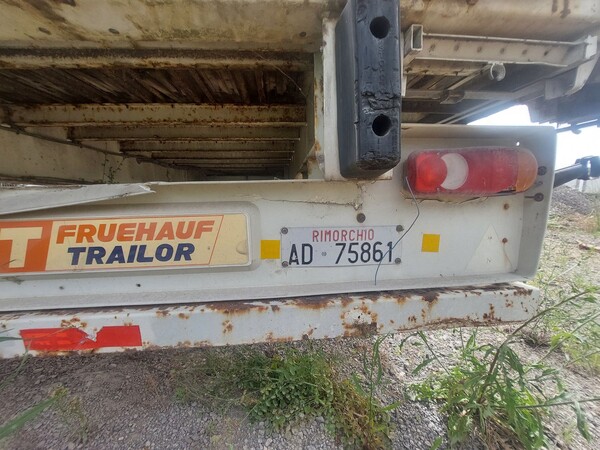 T FRUEHAUF
TRAILOR
RIMORCHIO
AD 75861